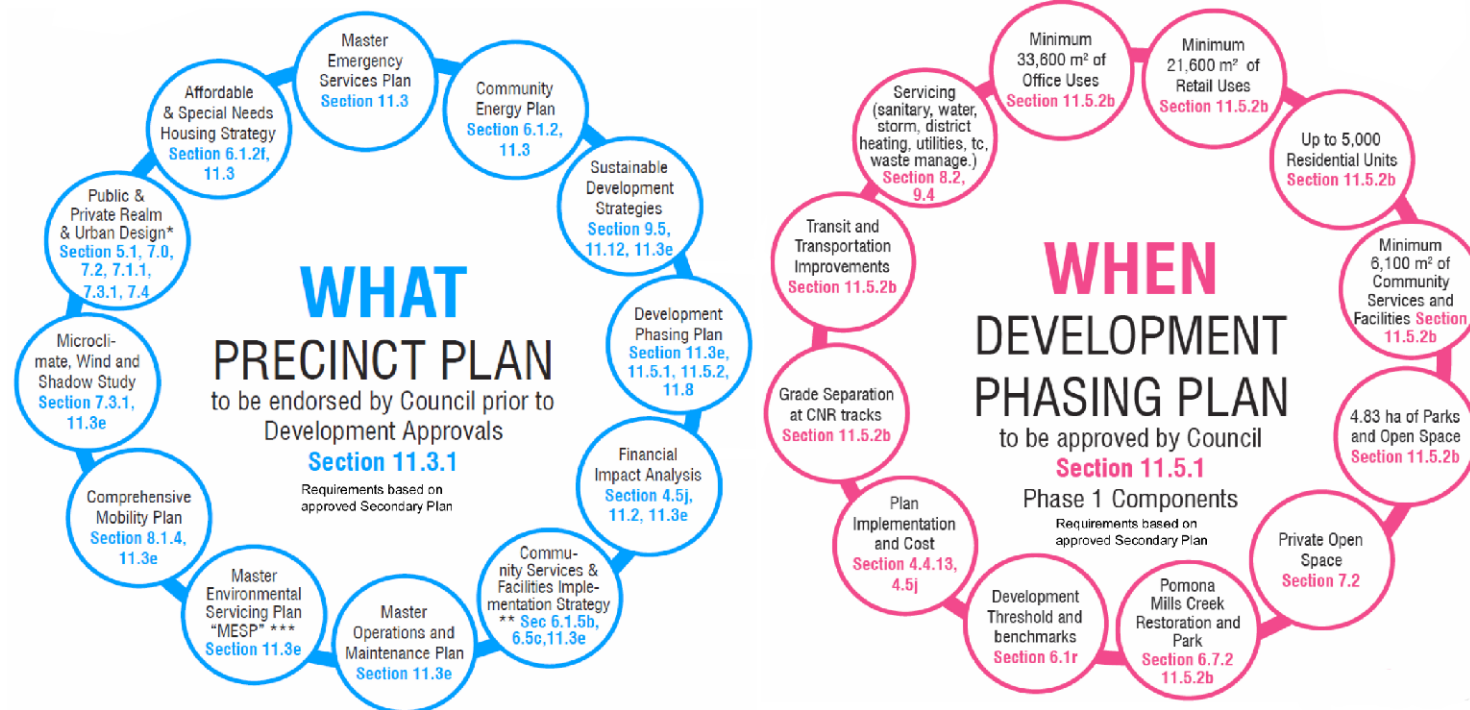 WHAT
PRECINCT PLAN
to be endorsed by Council prior to
Development Approvals
Section 11.3.1
Requirements based on
approved Secondary Plan
Master
Emergency
Services Plan
Section 11.3
Community
Energy Plan
Section 6.1.2,
11.3
Sustainable
Development
Strategies
Section 9.5,
11.12, 11.3e
Development
Phasing Plan
Section 11.3e,
11.5.1, 11.5.2,
11.8
Financial
Impact Analysis
Section 4.5j,
11.2, 11.3e
Commu-
nity Services &
Facilities Imple-
mentation Strategy
** Sec 6.1.5b,
6.5c,11.3e
Master
Operations and
Maintenance Plan
Section 11.3e
Master
Environmental
Servicing Plan
“MESP” ***
Section 11.3e
Comprehensive
Mobility Plan
Section 8.1.4,
11.3e
Microcli-
mate, Wind and
Shadow Study
Section 7.3.1,
11.3e
Public &
Private Realm
& Urban Design*
Section 5.1, 7.0,
7.2, 7.1.1,
7.3.1, 7.4
Affordable
& Special Needs
Housing Strategy
Section 6.1.2f,
11.3
WHEN
DEVELOPMENT
PHASING PLAN
to be approved by Council
Section 11.5.1
Phase 1 Components
Requirements based on
approved Secondary Plan
Minimum
33,600 m² of
Office Uses
Section 11.5.2b
Minimum
21,600 m² of
Retail Uses
Section 11.5.2b
Up to 5,000
Residential Units
Section 11.5.2b
Minimum
6,100 m² of
Community
Services and
Facilities Section
11.5.2b
4.83 ha of Parks
and Open Space
Section 11.5.2b
Private Open
Space
Section 7.2
Pomona
Mills Creek
Restoration and
Park
Section 6.7.2
11.5.2b
Development
Threshold and
benchmarks
Section 6.1r
Plan
Implementation
and Cost
Section 4.4.13,
4.5j
Grade Separation
at CNR tracks
Section 11.5.2b
Transit and
Transportation
Improvements
Section 11.5.2b
Servicing
(sanitary, water,
storm, district
heating, utilities, tc,
waste manage.)
Section 8.2,
9.4